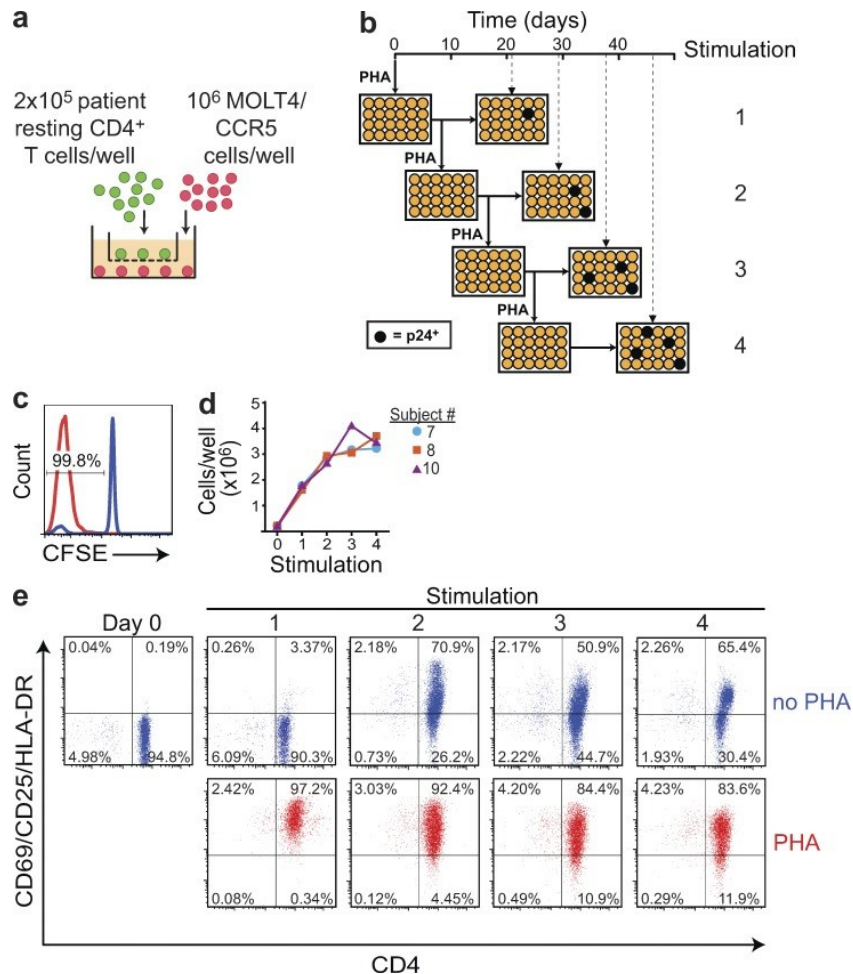 a
2x10⁵ patient
resting CD4⁺
T cells/well
10⁶ MOLT4/
CCR5
cells/well
b
Time (days)
0 10 20 30 40
Stimulation
PHA
1
PHA
2
PHA
3
PHA
4
= p24⁺
c
Count
99.8%
CFSE
d
Cells/well
(x10⁶)
5
4
3
2
1
0 1 2 3 4
Stimulation
Subject #
7
8
10
e
Stimulation
Day 0 1 2 3 4
0.04% 0.19% 0.26% 3.37% 2.18% 70.9% 2.17% 50.9% 2.26% 65.4%
no PHA
4.98% 94.8% 6.09% 90.3% 0.73% 26.2% 2.22% 44.7% 1.93% 30.4%
2.42% 97.2% 3.03% 92.4% 4.20% 84.4% 4.23% 83.6%
PHA
0.08% 0.34% 0.12% 4.45% 0.49% 10.9% 0.29% 11.9%
CD69/CD25/HLA-DR
CD4